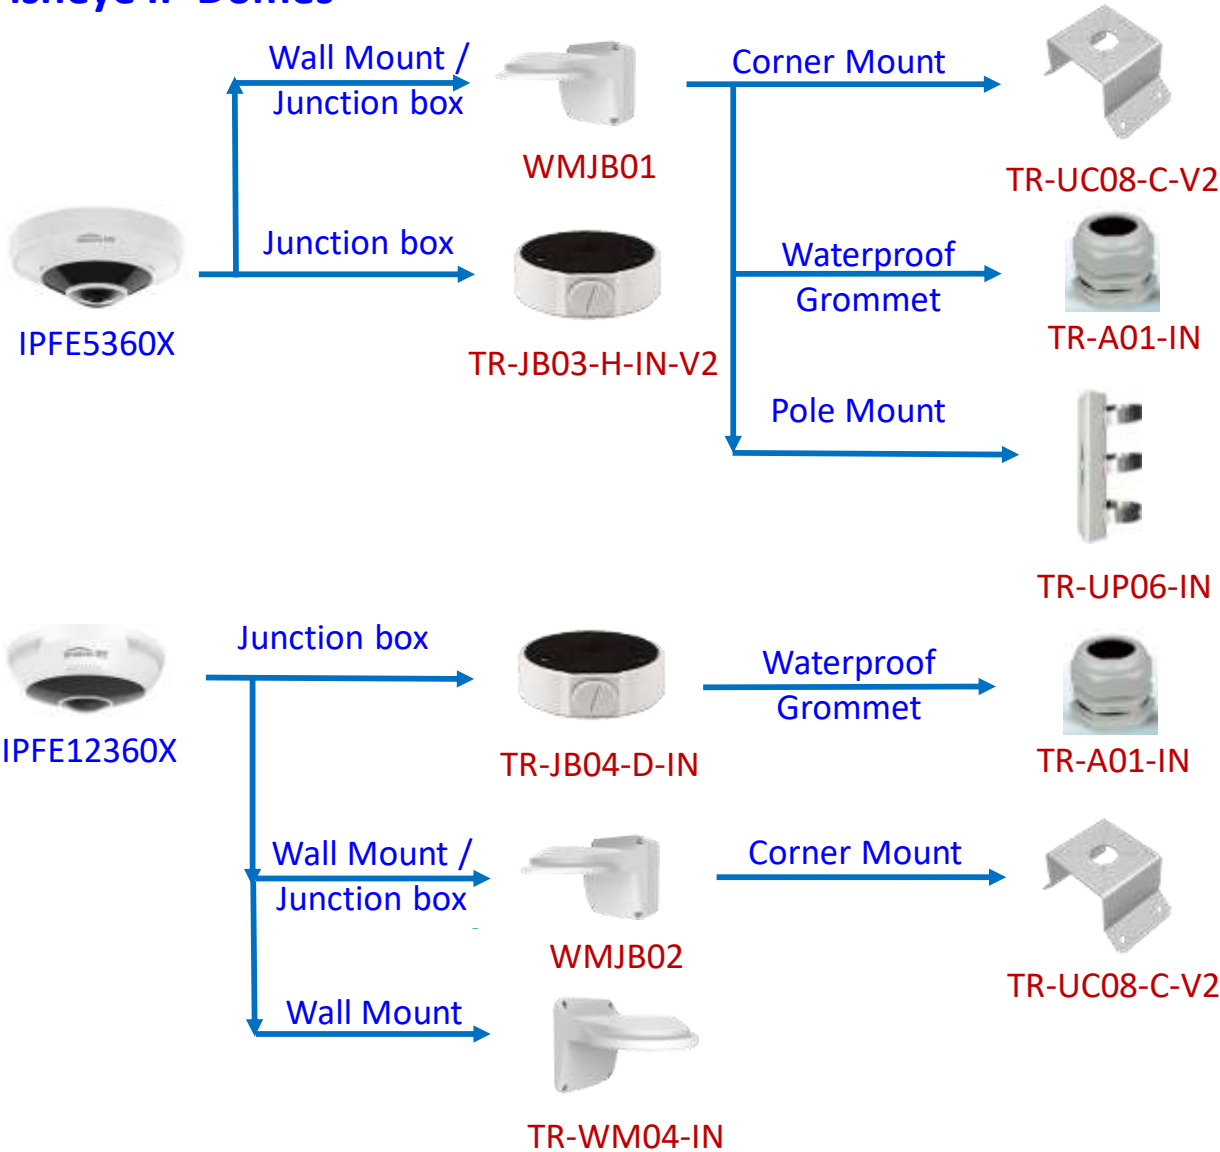 IP Domes
Wall Mount /
Junction box
WMJB01
Corner Mount
TR-UC08-C-V2
IPFE5360X
Junction box
TR-JB03-H-IN-V2
Waterproof
Grommet
TR-A01-IN
Pole Mount
TR-UP06-IN
IPFE12360X
Junction box
TR-JB04-D-IN
Waterproof
Grommet
TR-A01-IN
Wall Mount /
Junction box
WMJB02
Corner Mount
TR-UC08-C-V2
Wall Mount
TR-WM04-IN